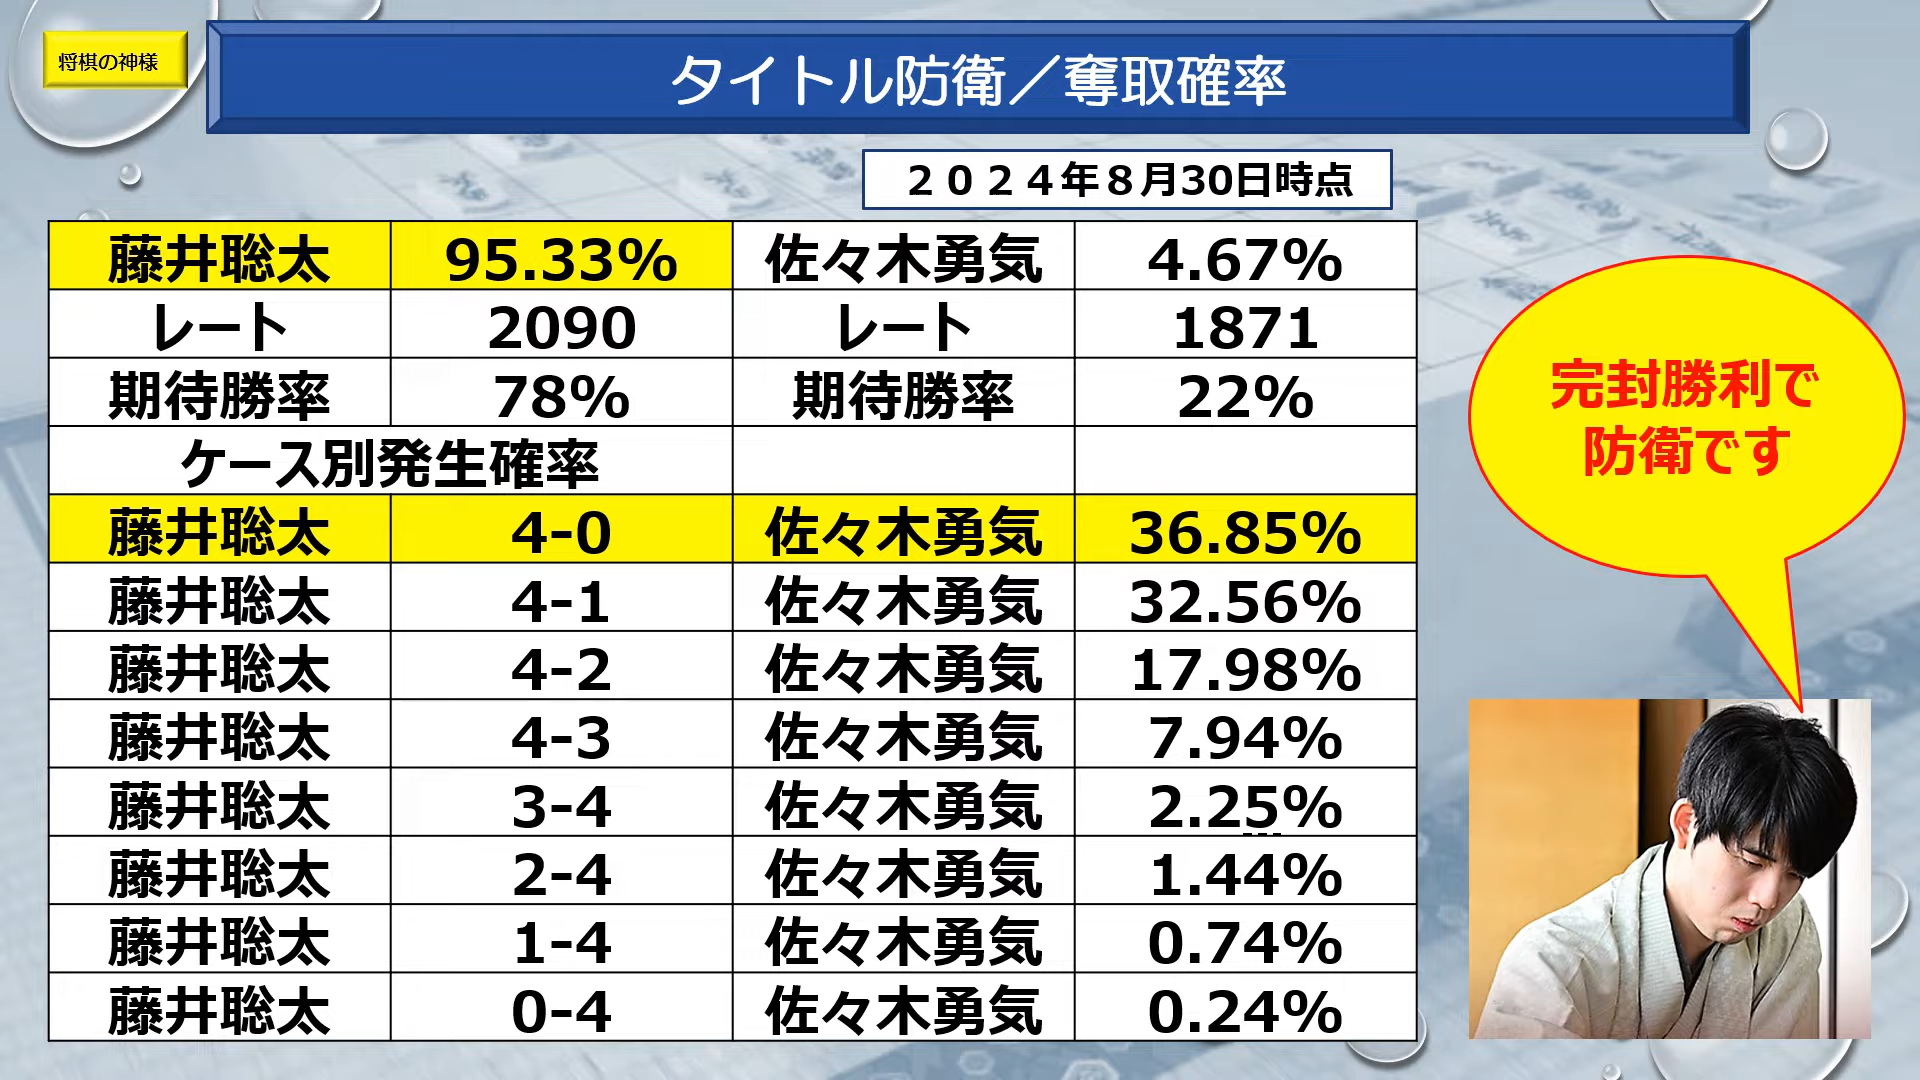 将棋の神様
タイトル防衛／奪取確率
２０２４年８月30日時点
藤井聡太 95.33% 佐々木勇気 4.67%
レート 2090 レート 1871
期待勝率 78% 期待勝率 22%
ケース別発生確率
藤井聡太 4-0 佐々木勇気 36.85%
藤井聡太 4-1 佐々木勇気 32.56%
藤井聡太 4-2 佐々木勇気 17.98%
藤井聡太 4-3 佐々木勇気 7.94%
藤井聡太 3-4 佐々木勇気 2.25%
藤井聡太 2-4 佐々木勇気 1.44%
藤井聡太 1-4 佐々木勇気 0.74%
藤井聡太 0-4 佐々木勇気 0.24%
完封勝利で
防衛です